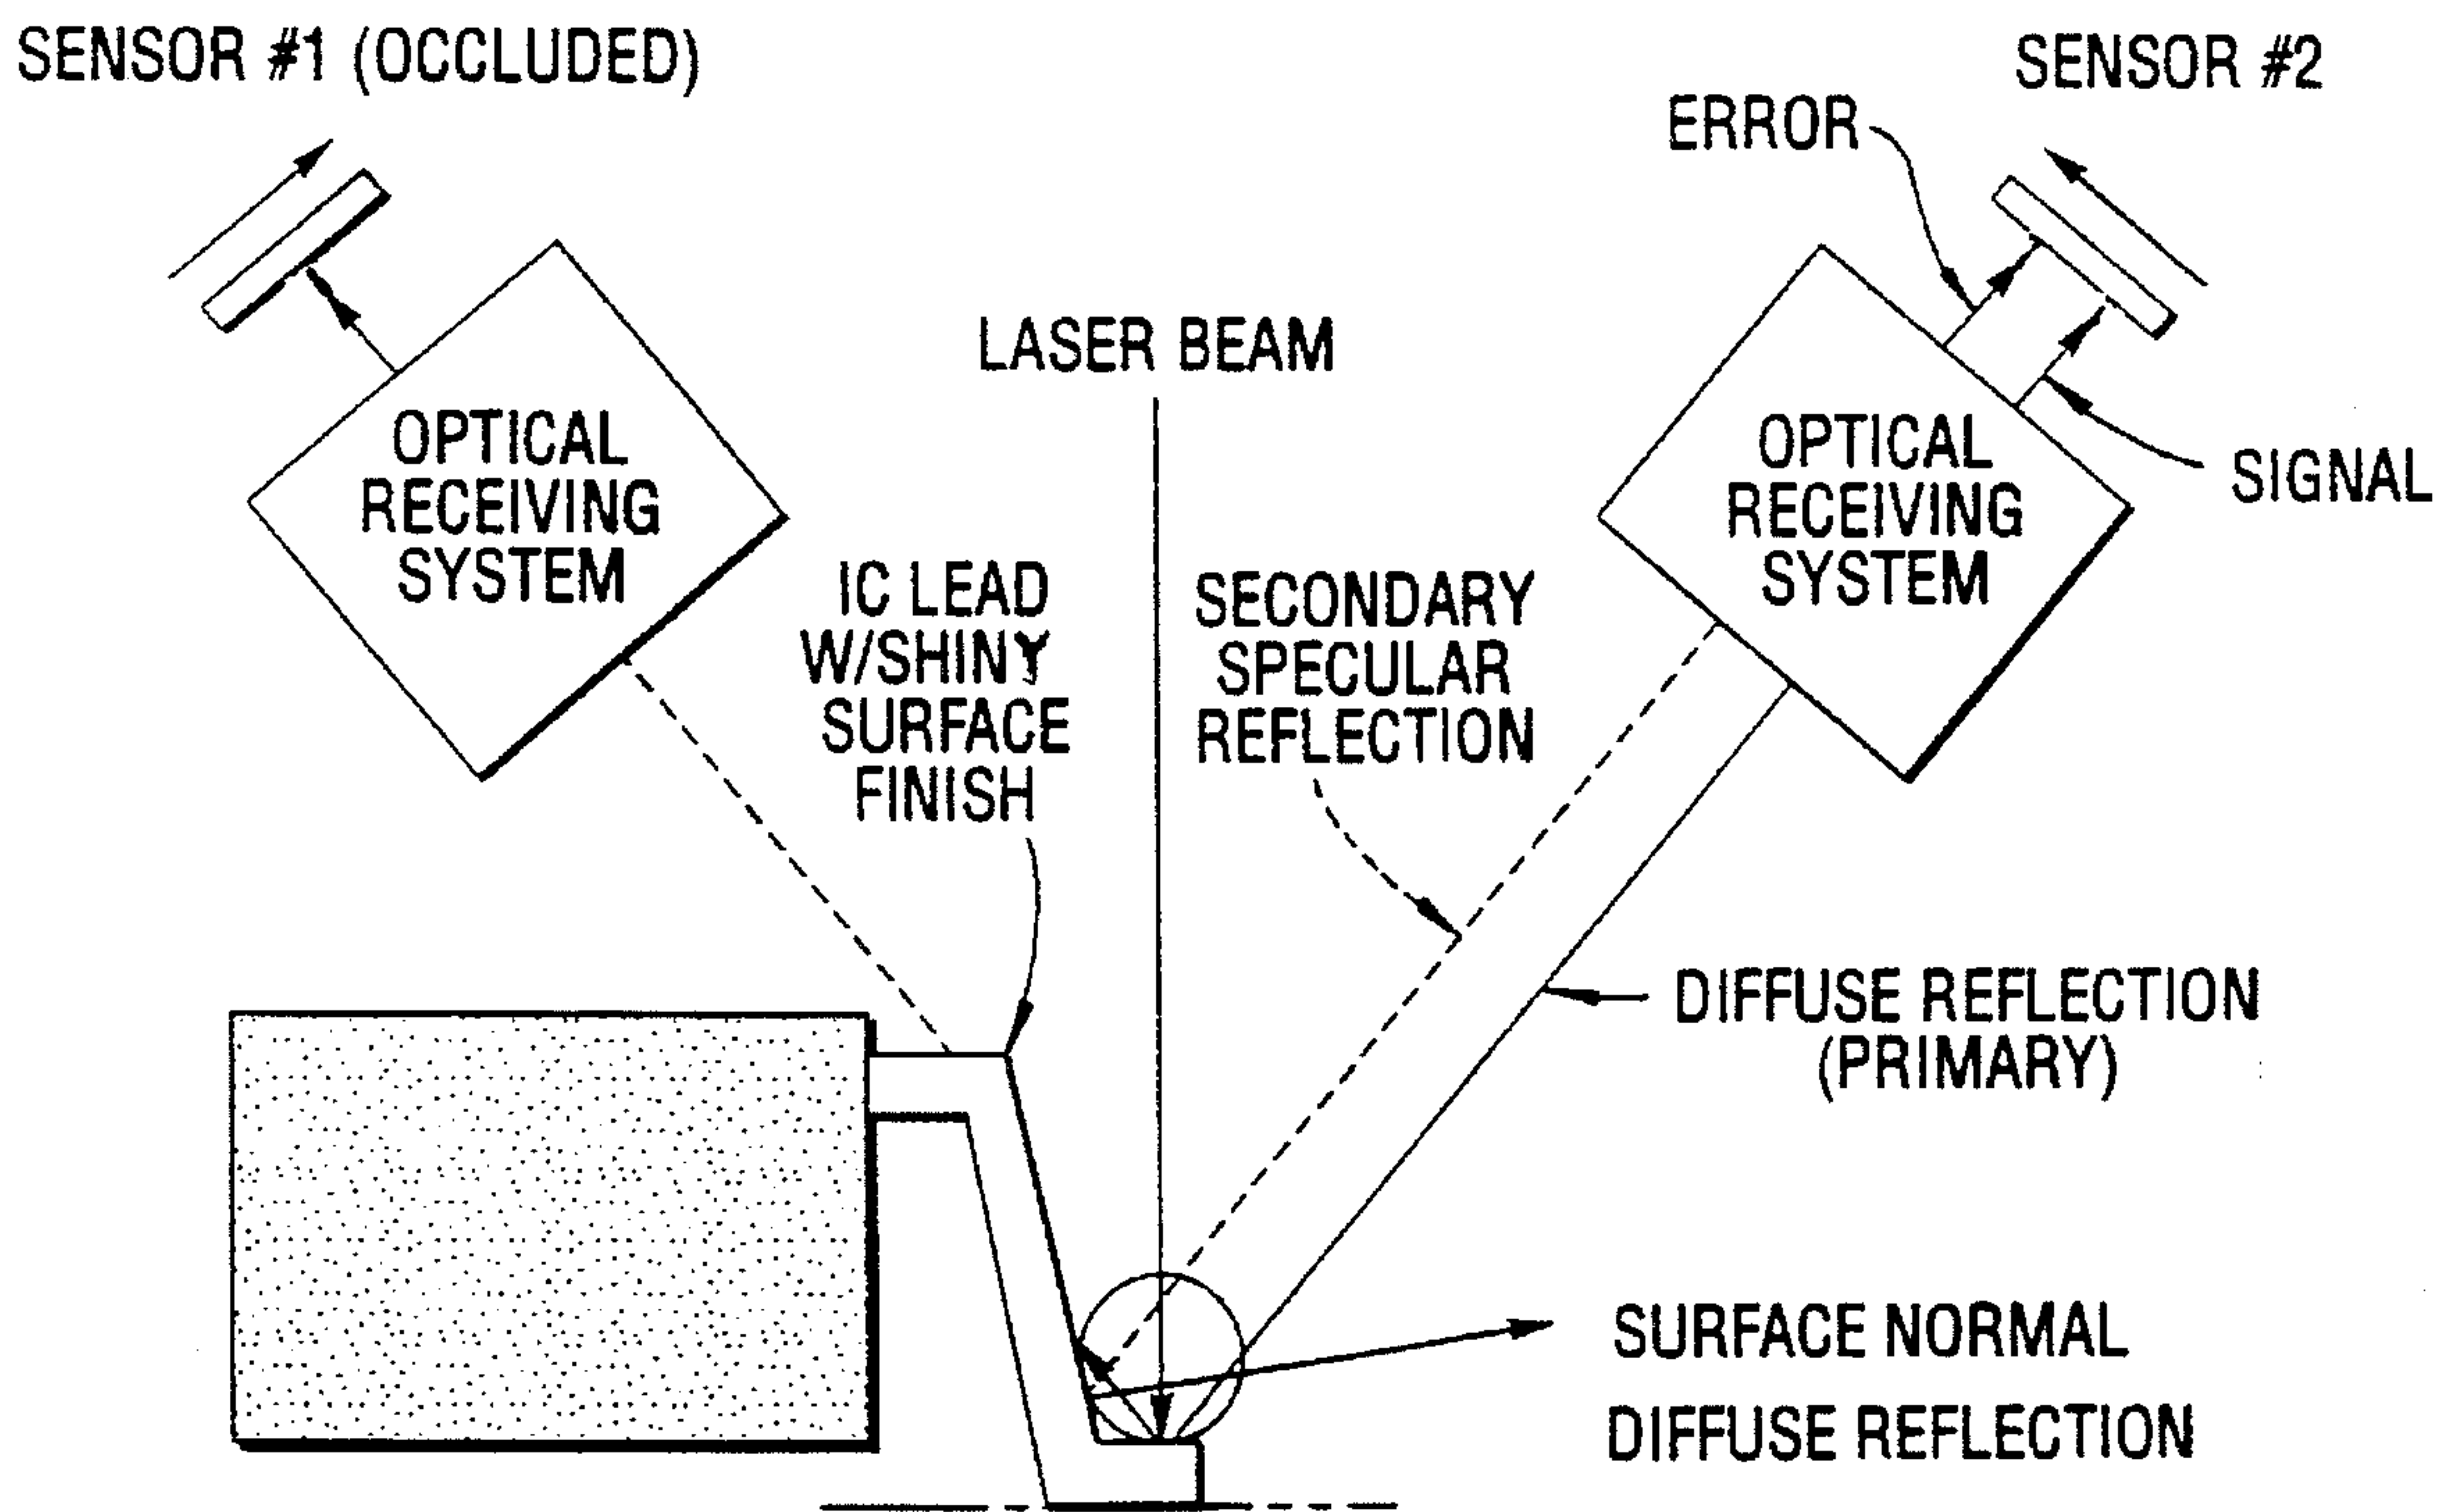 SENSOR #1 (OCCLUDED)
SENSOR #2
ERROR
LASER BEAM
OPTICAL
RECEIVING
SYSTEM
OPTICAL
RECEIVING
SYSTEM
SIGNAL
IC LEAD
W/SHINY
SURFACE
FINISH
SECONDARY
SPECULAR
REFLECTION
DIFFUSE REFLECTION
(PRIMARY)
SURFACE NORMAL
DIFFUSE REFLECTION